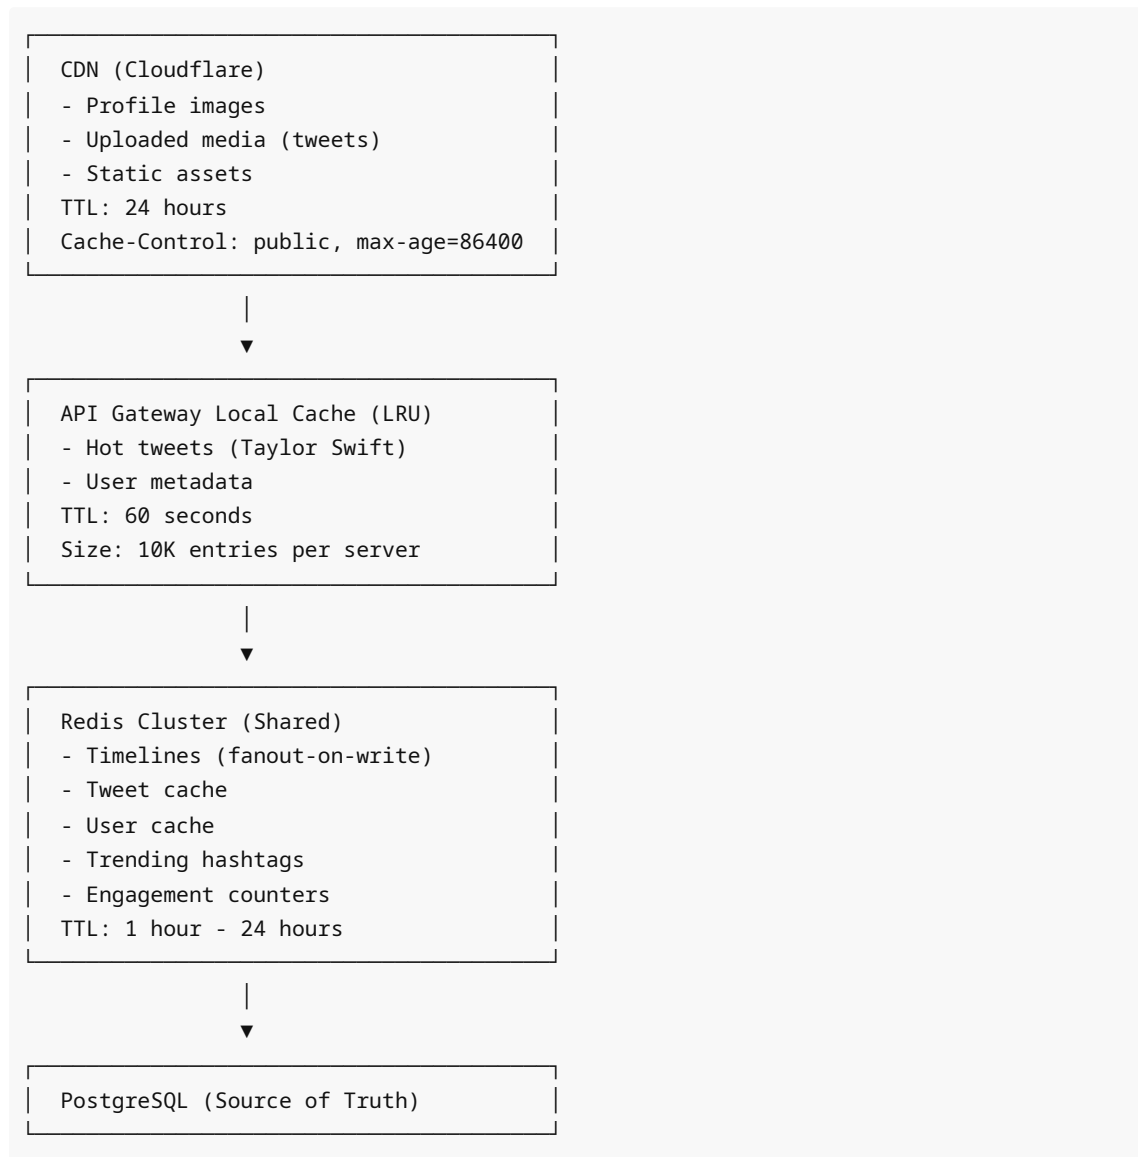 CDN (Cloudflare)
- Profile images
- Uploaded media (tweets)
- Static assets
TTL: 24 hours
Cache-Control: public, max-age=86400
▼
API Gateway Local Cache (LRU)
- Hot tweets (Taylor Swift)
- User metadata
TTL: 60 seconds
Size: 10K entries per server
▼
Redis Cluster (Shared)
- Timelines (fanout-on-write)
- Tweet cache
- User cache
- Trending hashtags
- Engagement counters
TTL: 1 hour - 24 hours
▼
PostgreSQL (Source of Truth)